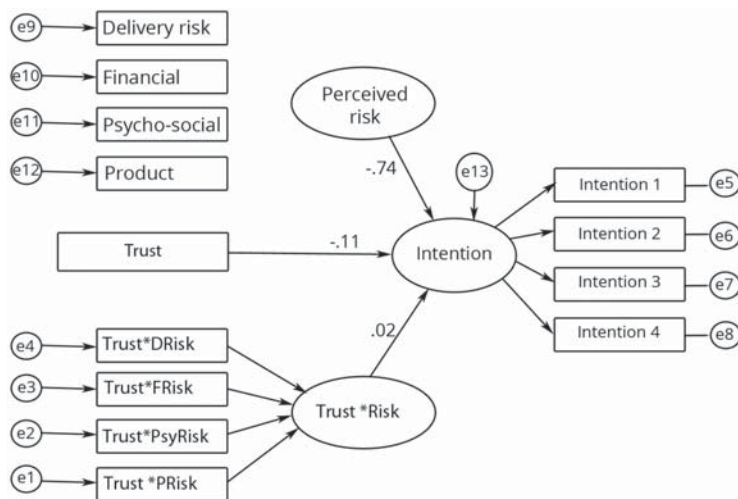 e9
Delivery risk
e10
Financial
e11
Psycho-social
e12
Product
Perceived
risk
-.74
e13
Trust
-.11
Intention
Intention 1
e5
Intention 2
e6
Intention 3
e7
Intention 4
e8
.02
e4
Trust*DRisk
e3
Trust*FRisk
e2
Trust*PsyRisk
e1
Trust *PRisk
Trust *Risk